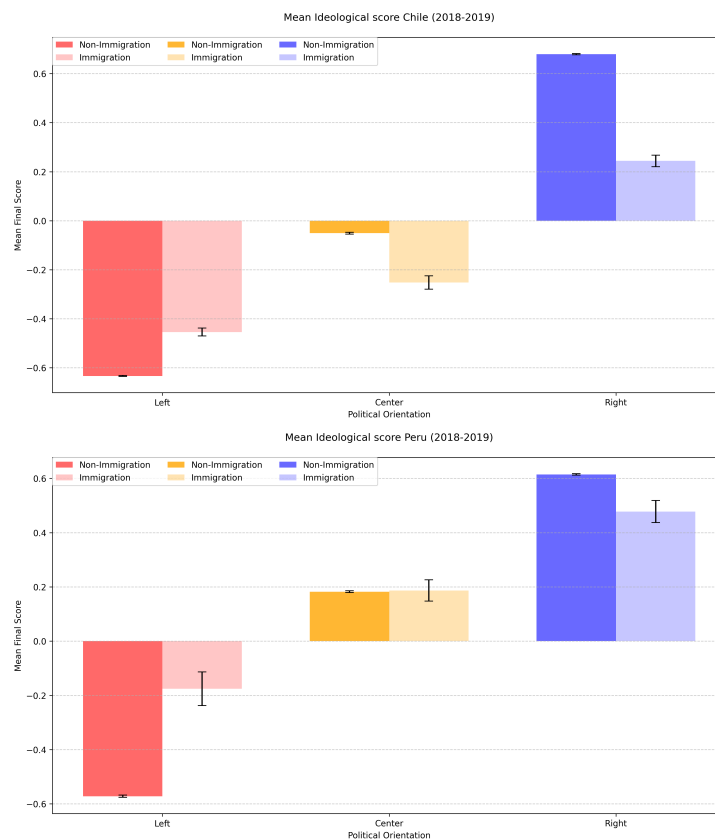 Mean Ideological score Chile (2018-2019)
Non-Immigration Non-Immigration Non-Immigration
Immigration Immigration Immigration
0.6
0.4
0.2
0.0
−0.2
−0.4
−0.6
Mean Final Score
Left Center Right
Political Orientation
Mean Ideological score Peru (2018-2019)
Non-Immigration Non-Immigration Non-Immigration
Immigration Immigration Immigration
0.6
0.4
0.2
0.0
−0.2
−0.4
−0.6
Mean Final Score
Left Center Right
Political Orientation